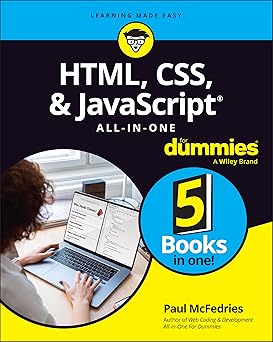 LEARNING MADE EASY
HTML, CSS,
& JavaScript®
ALL-IN-ONE
for
dummies®
A Wiley Brand
5
Books
in one!
Paul McFedries
Author of Web Coding & Development
All-in-One For Dummies